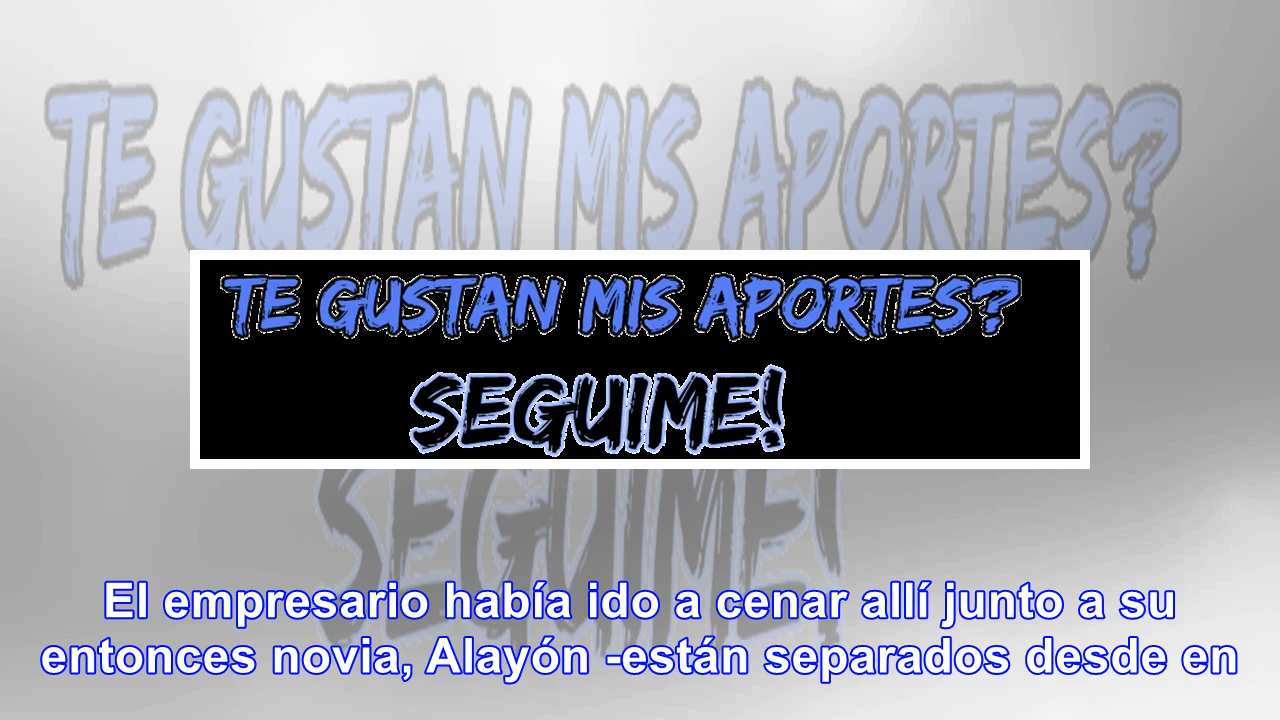 TE GUSTAN MIS APORTES?
TE GUSTAN MIS APORTES?
SEGUIME!
SEGUIME!
El empresario había ido a cenar allí junto a su
entonces novia, Alayón -están separados desde en